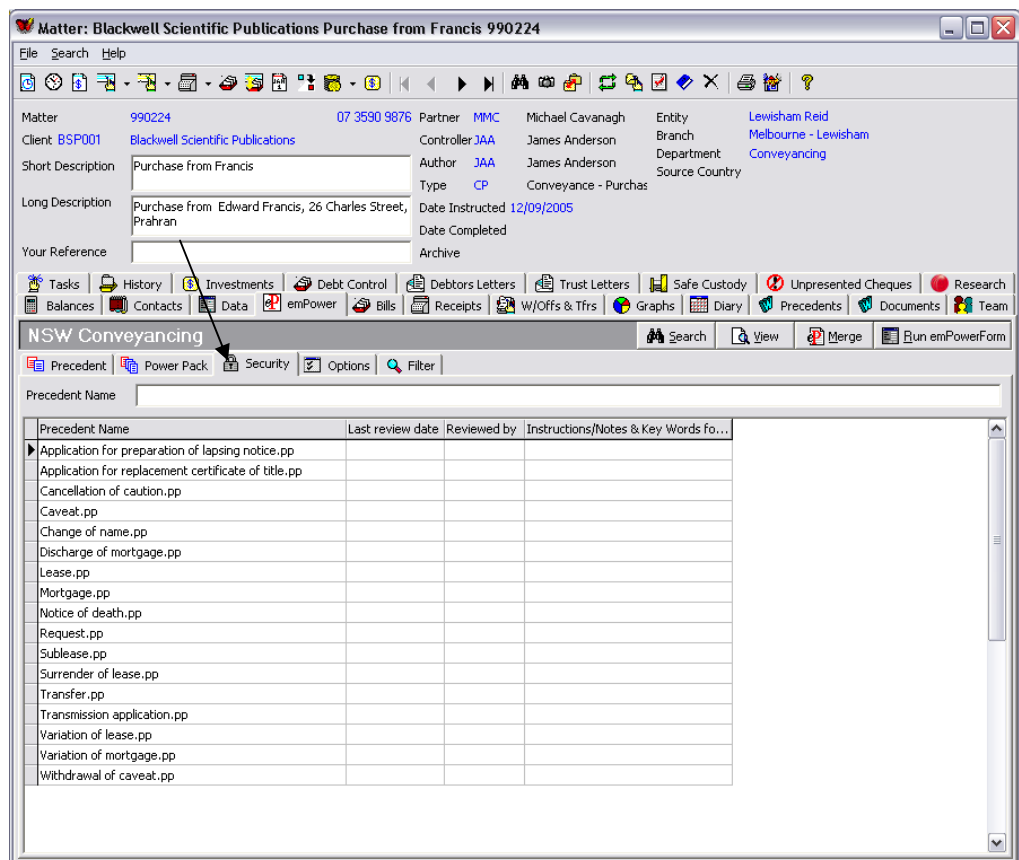 Matter: Blackwell Scientific Publications Purchase from Francis 990224
File Search Help
Matter 990224 07 3590 9876 Partner MMC Michael Cavanagh Entity Lewisham Reid
Client BSP001 Blackwell Scientific Publications Controller JAA James Anderson Branch Melbourne - Lewisham
Short Description Purchase from Francis Author JAA James Anderson Department Conveyancing
Type CP Conveyance - Purchas Source Country
Long Description Purchase from Edward Francis, 26 Charles Street, Prahran Date Instructed 12/09/2005
Date Completed
Your Reference Archive
Tasks History Investments Debt Control Debtors Letters Trust Letters Safe Custody Unpresented Cheques Research
Balances Contacts Data emPower Bills Receipts W/Offs & Tfrs Graphs Diary Precedents Documents Team
NSW Conveyancing Search View Merge Run emPowerForm
Precedent Power Pack Security Options Filter
Precedent Name
Precedent Name Last review date Reviewed by Instructions/Notes & Key Words fo...
Application for preparation of lapsing notice.pp
Application for replacement certificate of title.pp
Cancellation of caution.pp
Caveat.pp
Change of name.pp
Discharge of mortgage.pp
Lease.pp
Mortgage.pp
Notice of death.pp
Request.pp
Sublease.pp
Surrender of lease.pp
Transfer.pp
Transmission application.pp
Variation of lease.pp
Variation of mortgage.pp
Withdrawal of caveat.pp